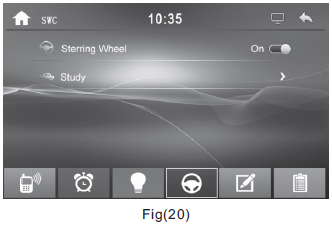 SWC 10:35
Sterring Wheel On
Study
Fig(20)